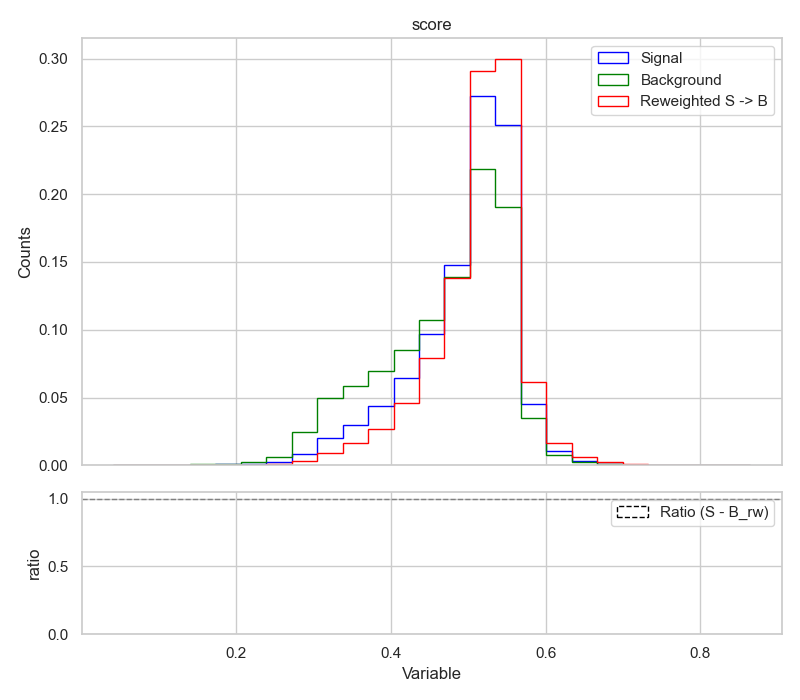 score
0.30
0.25
0.20
0.15
0.10
0.05
0.00
Counts
Signal
Background
Reweighted S -> B
1.0
0.5
0.0
ratio
Ratio (S - B_rw)
0.2
0.4
0.6
0.8
Variable